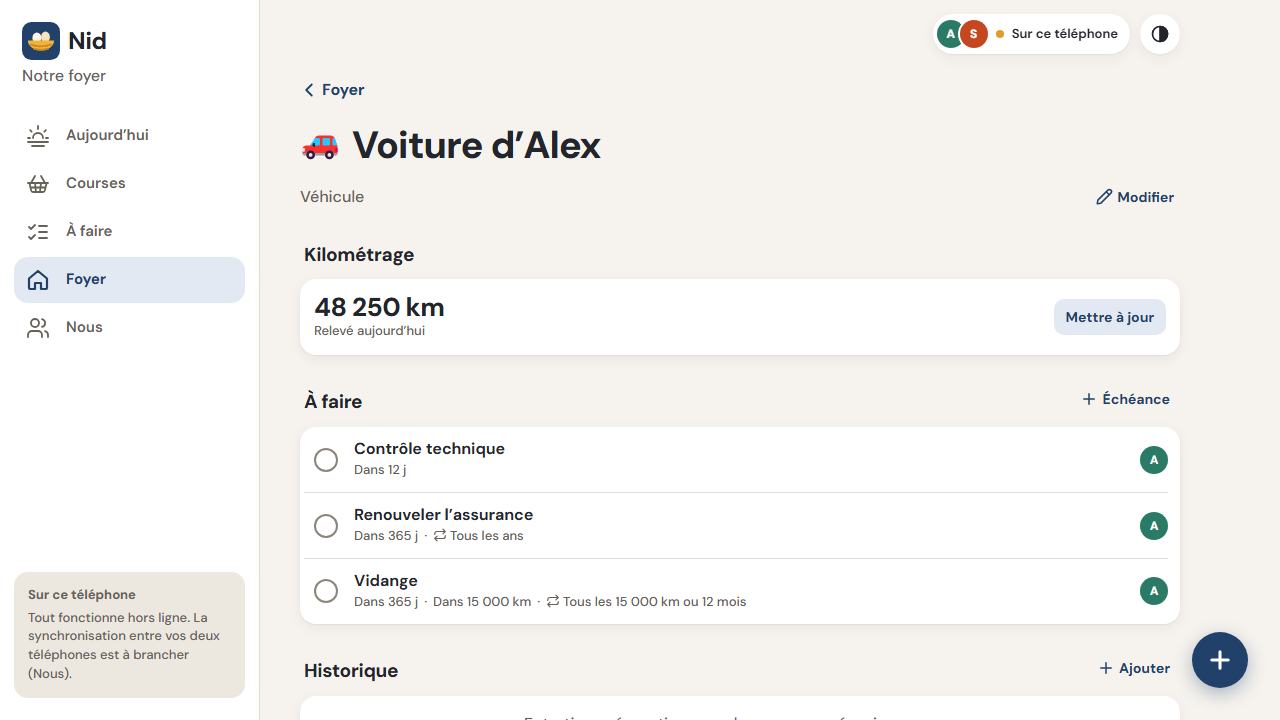 Nid
Notre foyer
Aujourd’hui
Courses
À faire
Foyer
Nous
Sur ce téléphone
Tout fonctionne hors ligne. La
synchronisation entre vos deux
téléphones est à brancher
(Nous).
A S Sur ce téléphone
Foyer
Voiture d’Alex
Véhicule
Modifier
Kilométrage
48 250 km
Relevé aujourd’hui
Mettre à jour
À faire
Échéance
Contrôle technique
Dans 12 j
A
Renouveler l’assurance
Dans 365 j · Tous les ans
A
Vidange
Dans 365 j · Dans 15 000 km · Tous les 15 000 km ou 12 mois
A
Historique
Ajouter